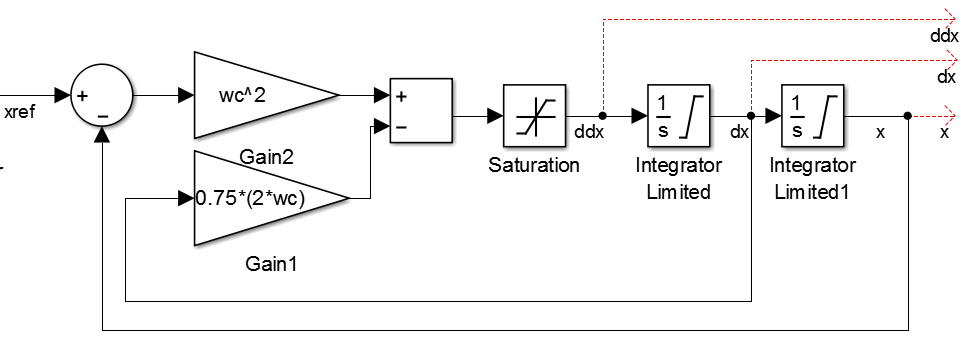 ddx
dx
wc^2
+
+
1
s
1
s
xref
−
−
ddx
dx
x
x
Gain2
Saturation
Integrator
Limited
Integrator
Limited1
0.75*(2*wc)
Gain1